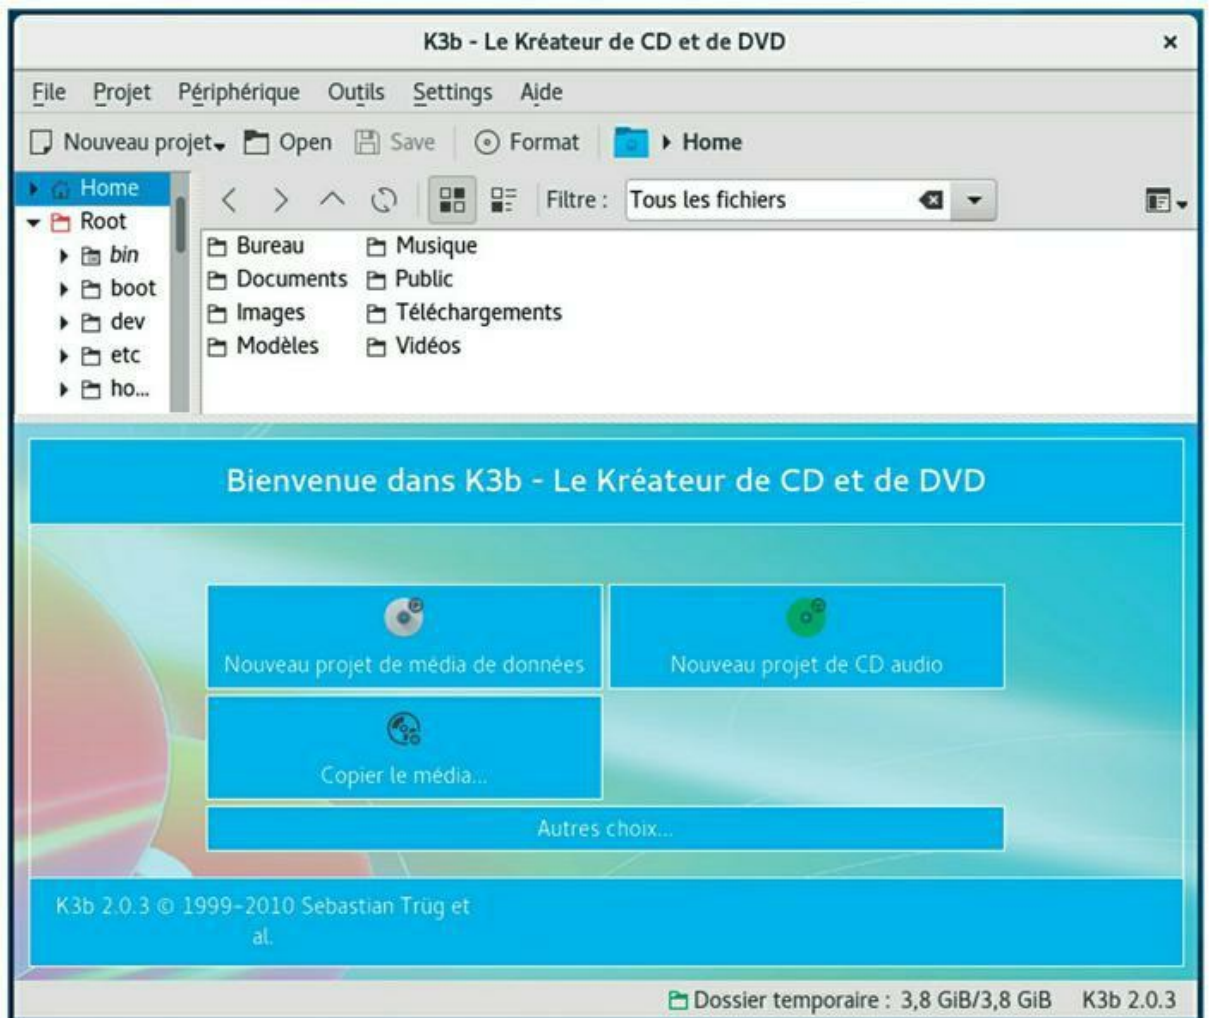 K3b - Le Kréateur de CD et de DVD
File Projet Périphérique Outils Settings Aide
Nouveau projet Open Save Format Home
Home
Root
bin
boot
dev
etc
ho...
Filtre : Tous les fichiers
Bureau Musique
Documents Public
Images Téléchargements
Modèles Vidéos
Bienvenue dans K3b - Le Kréateur de CD et de DVD
Nouveau projet de média de données Nouveau projet de CD audio
Copier le média...
Autres choix...
K3b 2.0.3 © 1999-2010 Sebastian Trüg et
al.
Dossier temporaire : 3,8 GiB/3,8 GiB K3b 2.0.3